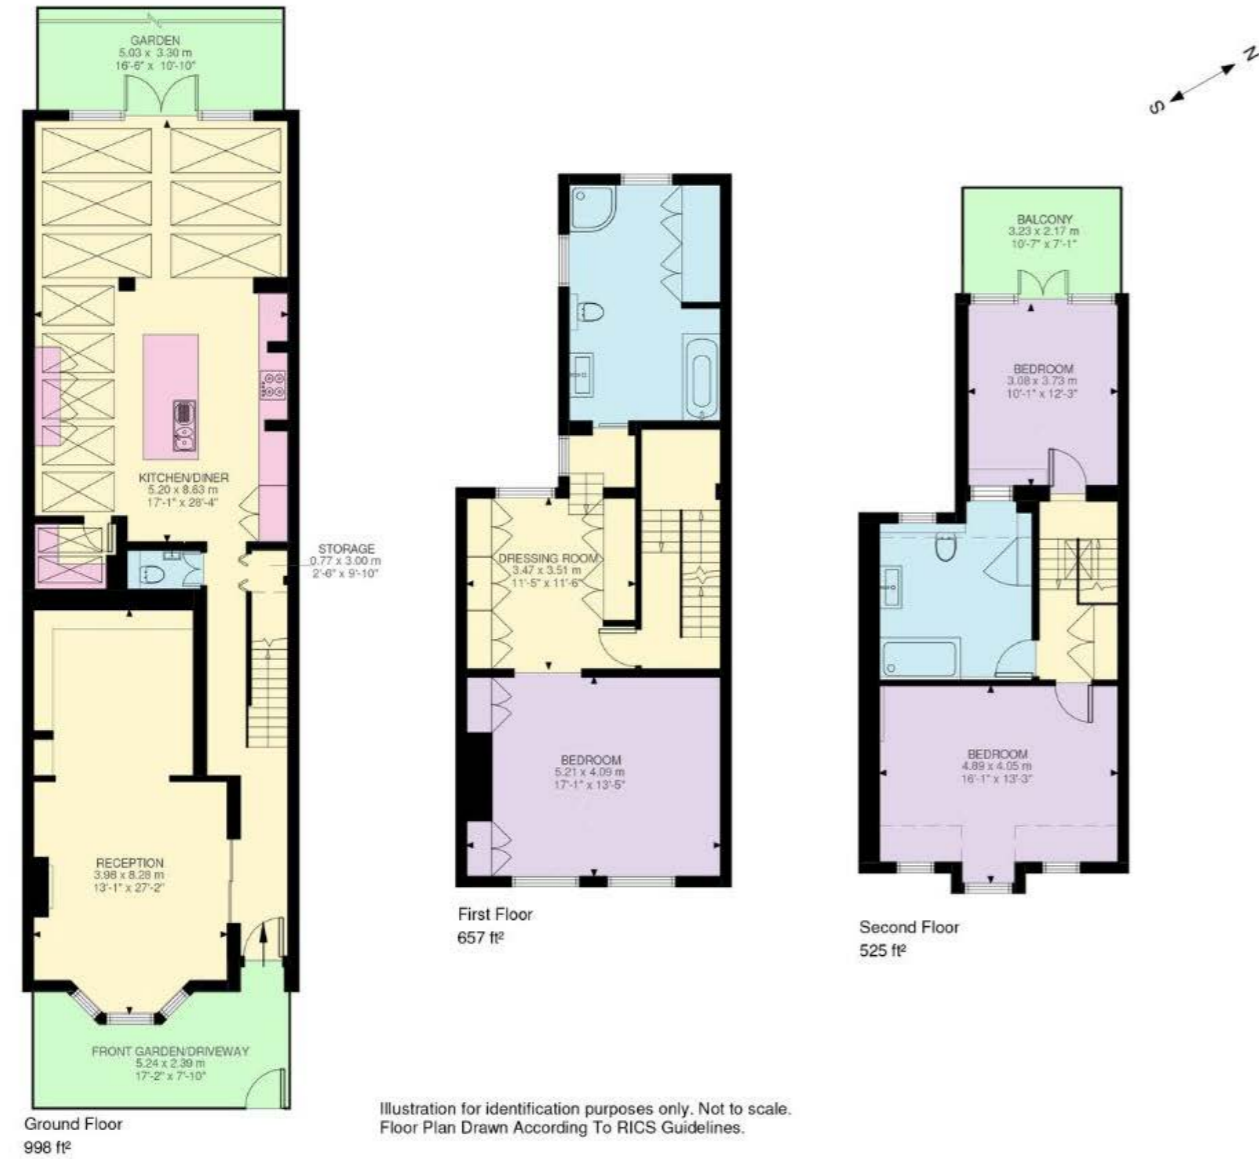 GARDEN
5.03 x 3.30 m
16'-6" x 10'-10"
KITCHEN/DINER
5.20 x 8.63 m
17'-1" x 28'-4"
STORAGE
0.77 x 3.00 m
2'-6" x 9'-10"
RECEPTION
3.98 x 8.28 m
13'-1" x 27'-2"
FRONT GARDEN/DRIVEWAY
5.24 x 2.39 m
17'-2" x 7'-10"
Ground Floor
998 ft²
DRESSING ROOM
3.47 x 3.51 m
11'-5" x 11'-6"
BEDROOM
5.21 x 4.09 m
17'-1" x 13'-5"
First Floor
657 ft²
N
S
BALCONY
3.23 x 2.17 m
10'-7" x 7'-1"
BEDROOM
3.08 x 3.73 m
10'-1" x 12'-3"
BEDROOM
4.89 x 4.05 m
16'-1" x 13'-3"
Second Floor
525 ft²
Illustration for identification purposes only. Not to scale.
Floor Plan Drawn According To RICS Guidelines.